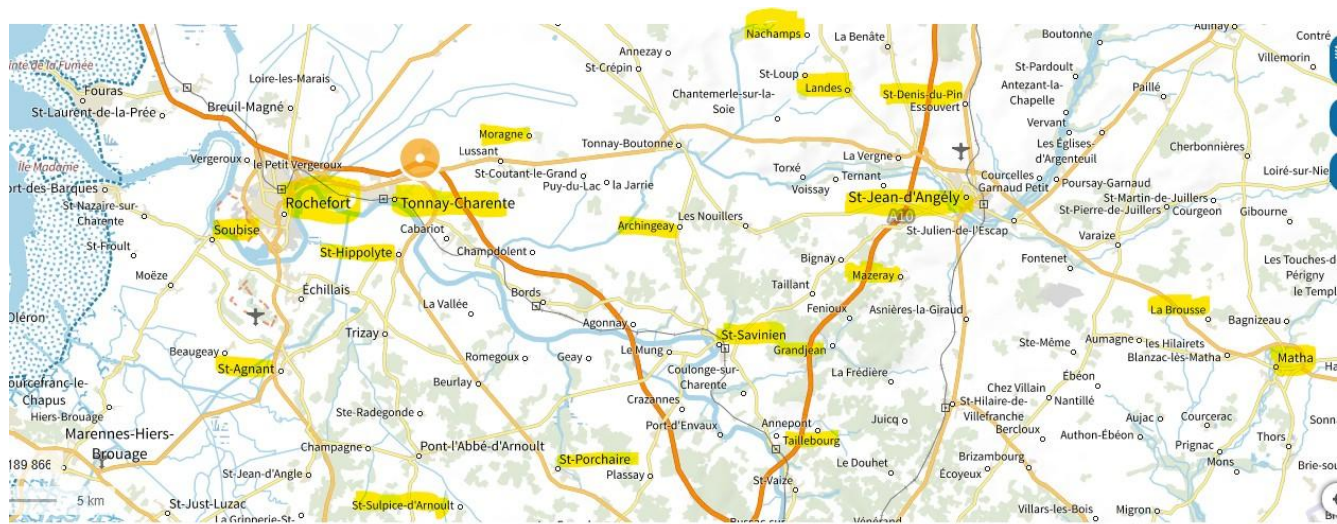 Nachamps
La Benâte
Boutonne
Aulnay
Contré
Annezay
Villemorin
St-Crépin
Loire-les-Marais
St-Loup
Landes
St-Pardoult
Antezant-la-
Chapelle
Paillé
Fouras
St-Laurent-de-la-Prée
Breuil-Magné
Chantemerle-sur-la-
Soie
St-Denis-du-Pin
Essouvert
Vervant
Les Églises-
d'Argenteuil
Moragne
Lussant
Tonnay-Boutonne
La Vergne
Cherbonnières
Île Madame
Vergeroux
le Petit Vergeroux
St-Coutant-le-Grand
Puy-du-Lac
la Jarrie
Torxé
Voissay
Ternant
Courcelles
Garnaud Petit
Poursay-Garnaud
Loiré-sur-Nie
ort-des-Barques
St-Nazaire-sur-
Charente
Rochefort
Tonnay-Charente
St-Jean-d'Angély
A10
St-Martin-de-Juillers
St-Pierre-de-Juillers
Courgeon
Gibourne
Soubise
Cabariot
Archingeay
Les Nouillers
St-Julien-de-l'Escap
Varaize
St-Froult
St-Hippolyte
Champdolent
Bignay
Mazeray
Fontenet
Les Touches-d
Périgny
le Templ
Moëze
Échillais
La Vallée
Bords
Taillant
Fenioux
Asnières-la-Giraud
La Brousse
Bagnizeau
Oléron
Trizay
Agonnay
St-Savinien
Beaugeay
Romegoux
Geay
Le Mung
Grandjean
Ste-Même
Aumagne
les Hilairets
Blanzac-lès-Matha
Matha
St-Agnant
Beurlay
Coulonge-sur-
Charente
La Frédière
Ébéon
ourcefranc-le-
Chapus
Hiers-Brouage
Crazannes
Chez Villain
Nantillé
Ste-Radegonde
St-Hilaire-de-
Villefranche
Bercloux
Aujac
Courcerac
Sonn
Marennes-Hiers-
Brouage
Champagne
Pont-l'Abbé-d'Arnoult
Port-d'Envaux
Annepont
Taillebourg
Juicq
Authon-Ébéon
Prignac
Thors
189 866
St-Jean-d'Angle
St-Porchaire
Plassay
Le Douhet
Écoyeux
Brizambourg
Mons
Brie-sou
5 km
St-Just-Luzac
St-Sulpice-d'Arnoult
St-Vaize
Vénérand
Villars-les-Bois
Migron